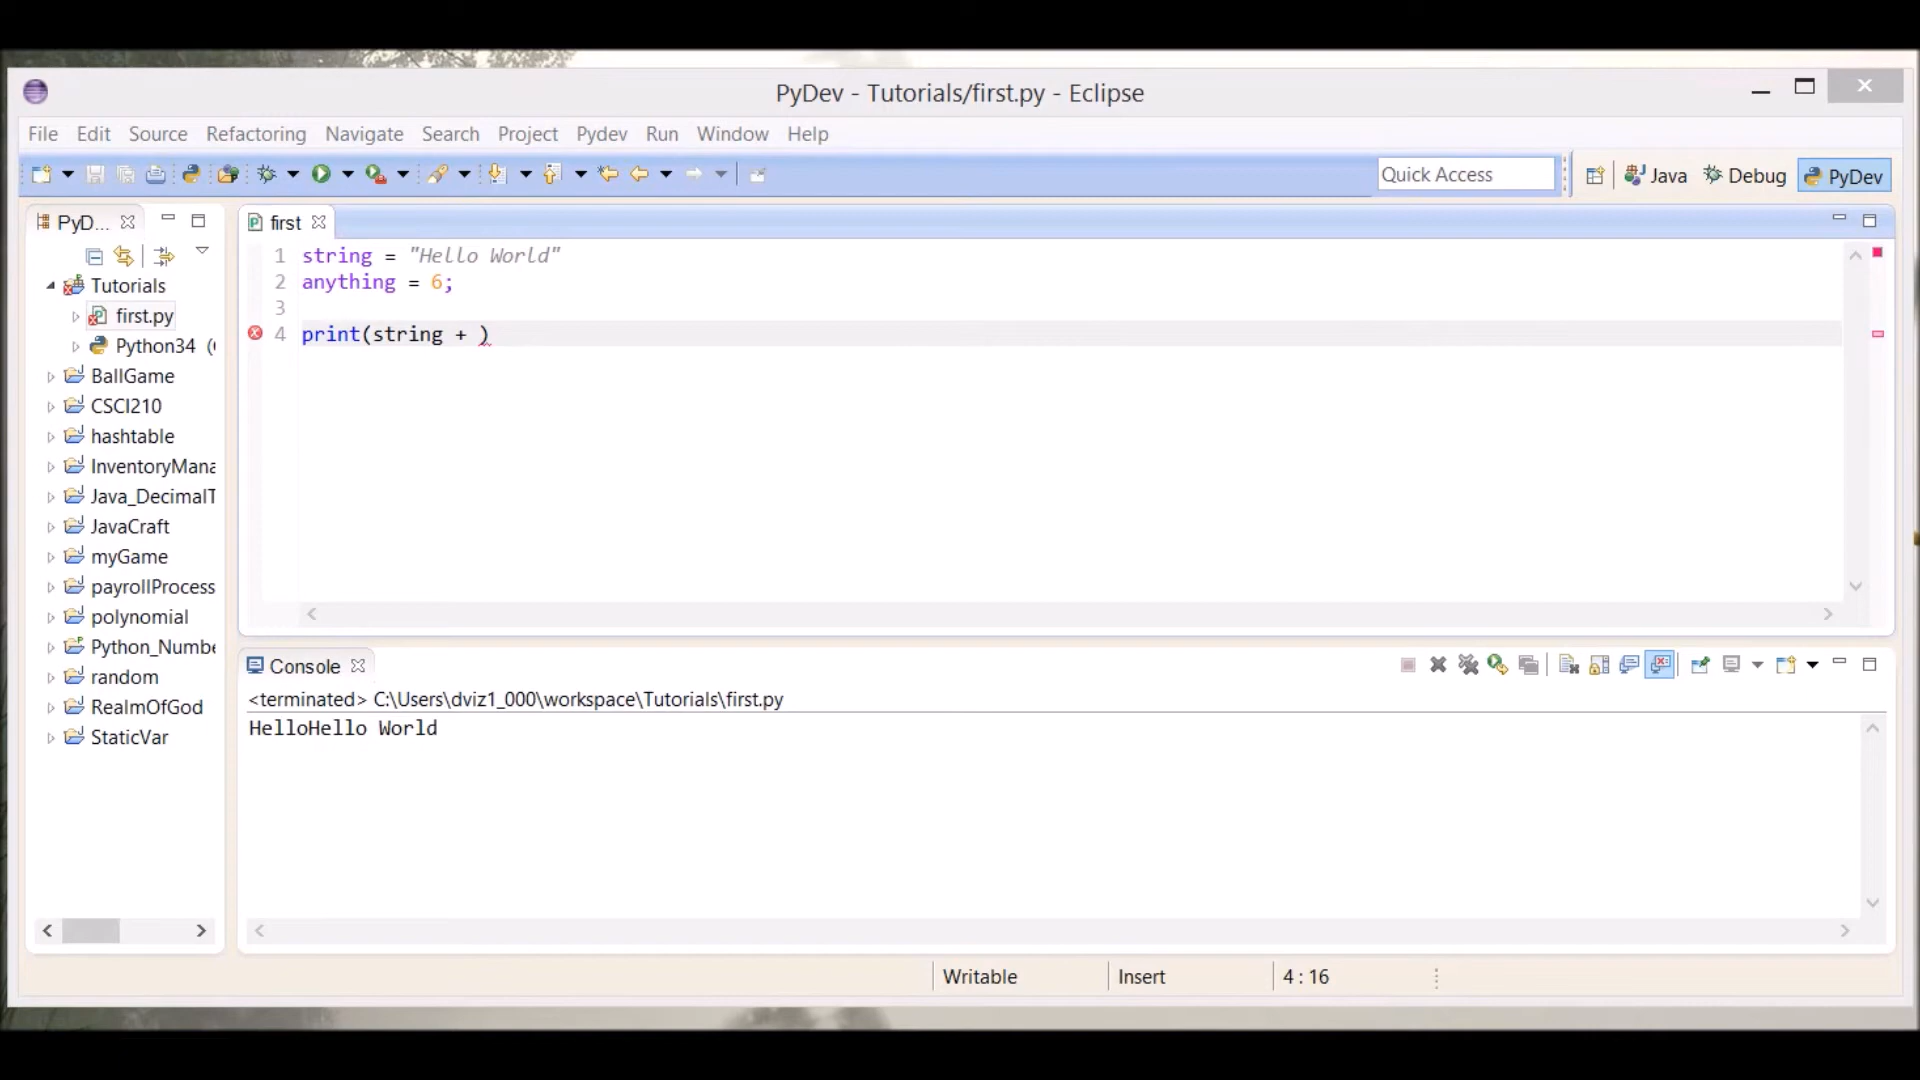 PyDev - Tutorials/first.py - Eclipse
File Edit Source Refactoring Navigate Search Project Pydev Run Window Help
Quick Access Java Debug PyDev
PyD... first
1 string = "Hello World"
2 anything = 6;
3
4 print(string + )
Tutorials
first.py
Python34 (
BallGame
CSCI210
hashtable
InventoryMana
Java_DecimalT
JavaCraft
myGame
payrollProcess
polynomial
Python_Numbe
random
RealmOfGod
StaticVar
Console
<terminated> C:\Users\dviz1_000\workspace\Tutorials\first.py
HelloHello World
Writable Insert 4 : 16